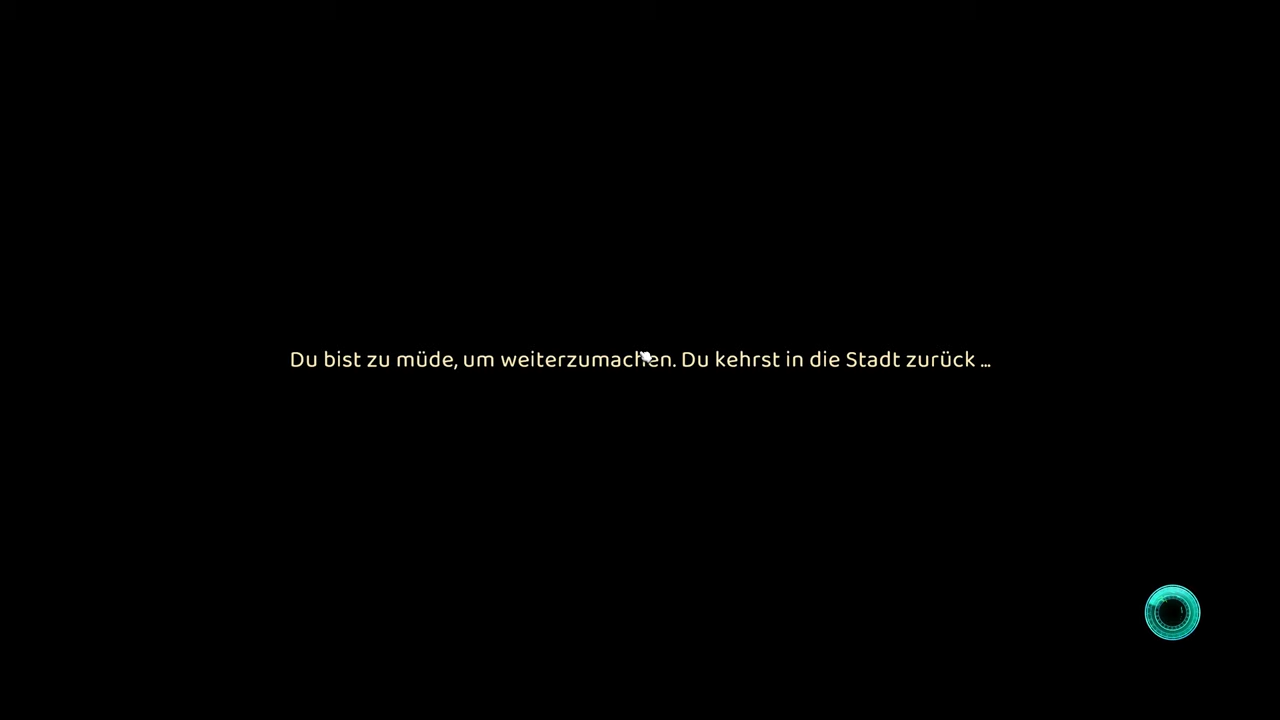 Du bist zu müde, um weiterzumachen. Du kehrst in die Stadt zurück ...